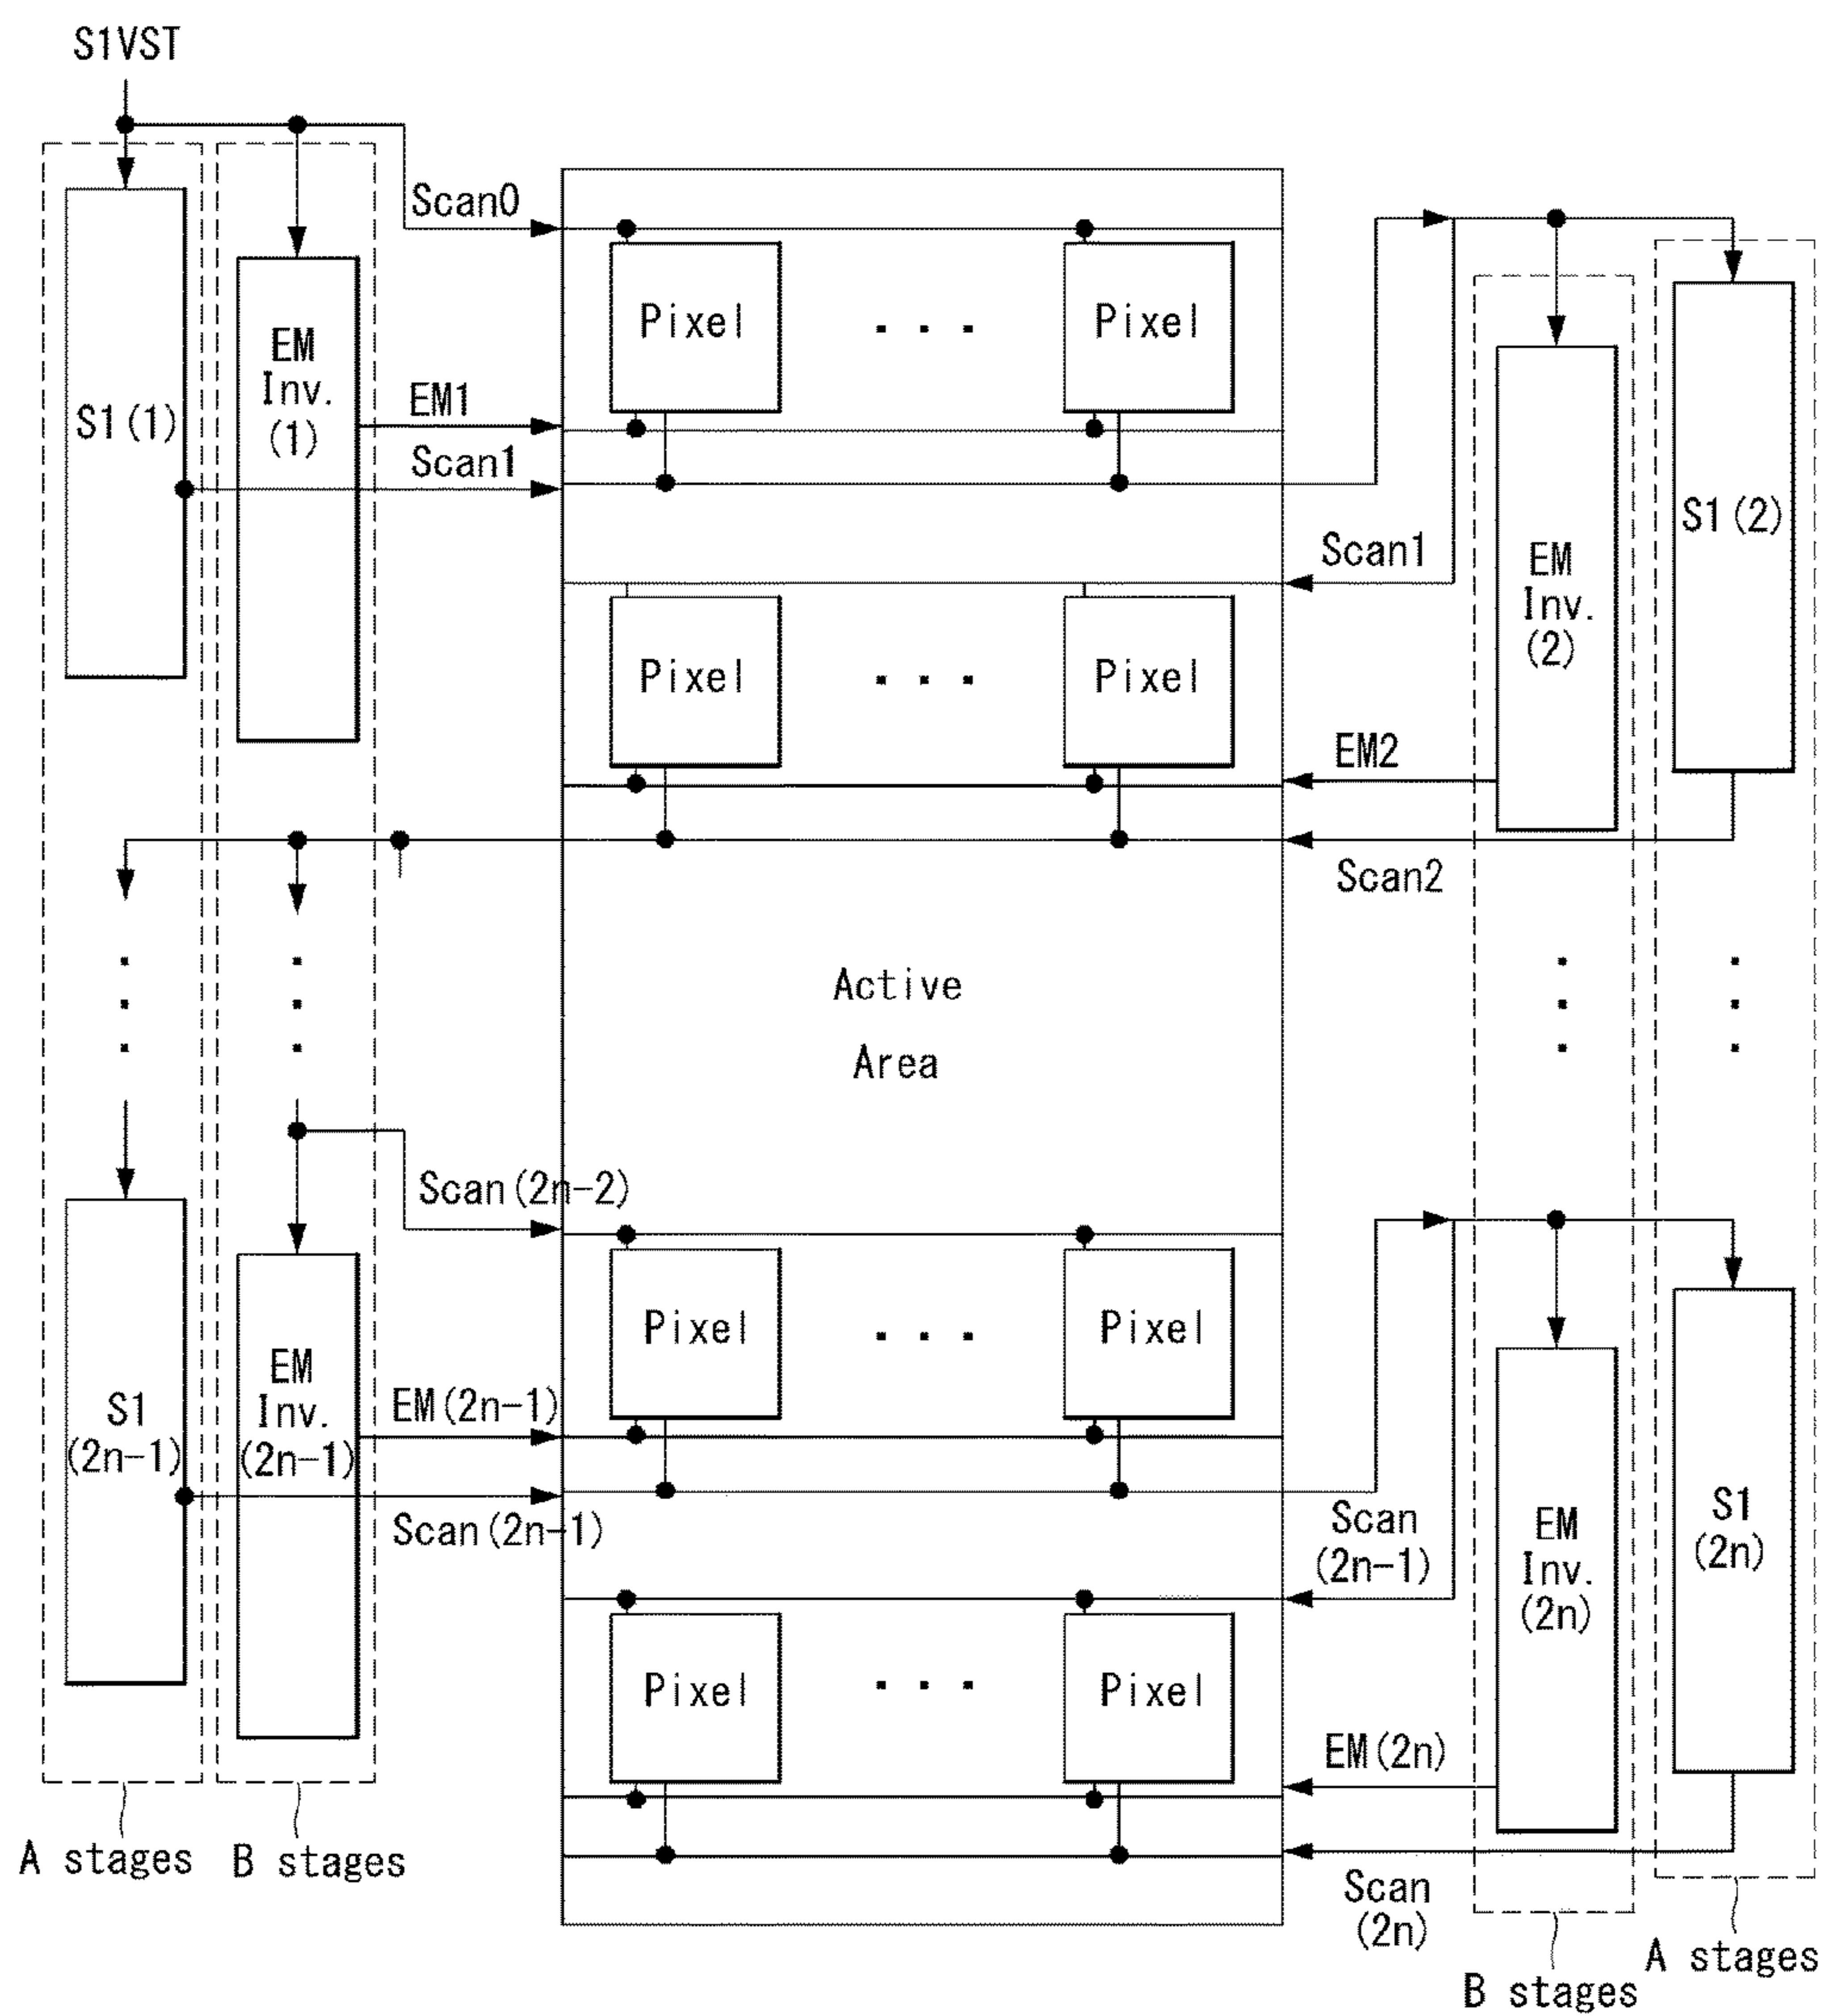 S1VST
Scan0
Pixel
Pixel
EM
Inv.
(1)
S1(1)
EM1
Scan1
S1(2)
Scan1
EM
Inv.
(2)
Pixel
Pixel
EM2
Scan2
Active
Area
Scan(2n-2)
Pixel
Pixel
S1
(2n-1)
EM
Inv.
(2n-1)
EM(2n-1)
Scan(2n-1)
Scan
(2n-1)
EM
Inv.
(2n)
S1
(2n)
Pixel
Pixel
EM(2n)
Scan
(2n)
A stages
B stages
B stages
A stages